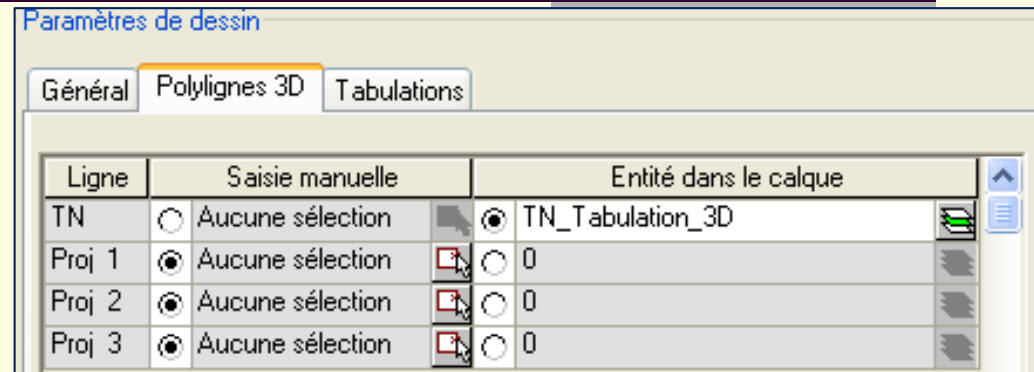 Paramètres de dessin
Général Polylignes 3D Tabulations
Ligne Saisie manuelle Entité dans le calque
TN Aucune sélection TN_Tabulation_3D
Proj 1 Aucune sélection 0
Proj 2 Aucune sélection 0
Proj 3 Aucune sélection 0